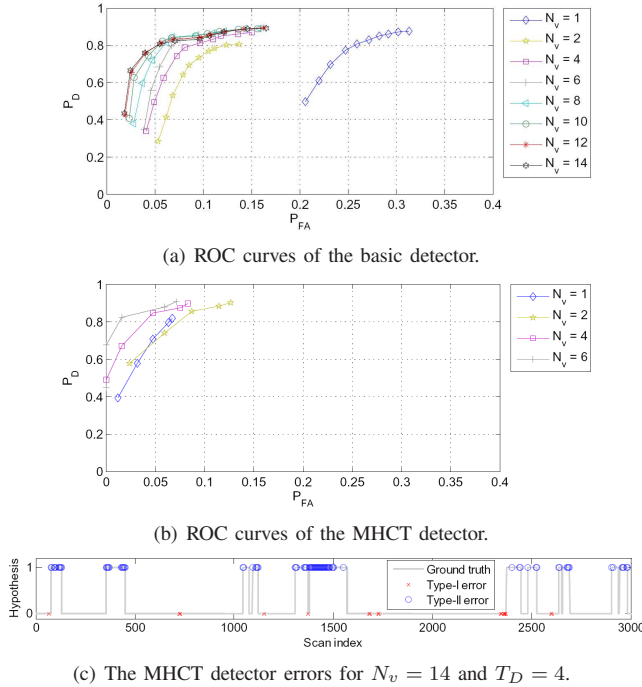 1
0.8
0.6
0.4
0.2
0
P_D
0 0.05 0.1 0.15 0.2 0.25 0.3 0.35 0.4
P_FA
N_v = 1
N_v = 2
N_v = 4
N_v = 6
N_v = 8
N_v = 10
N_v = 12
N_v = 14
(a) ROC curves of the basic detector.
1
0.8
0.6
0.4
0.2
0
P_D
0 0.05 0.1 0.15 0.2 0.25 0.3 0.35 0.4
P_FA
N_v = 1
N_v = 2
N_v = 4
N_v = 6
(b) ROC curves of the MHCT detector.
Hypothesis
1
0
Ground truth
Type-I error
Type-II error
0 500 1000 1500 2000 2500 3000
Scan index
(c) The MHCT detector errors for N_v = 14 and T_D = 4.